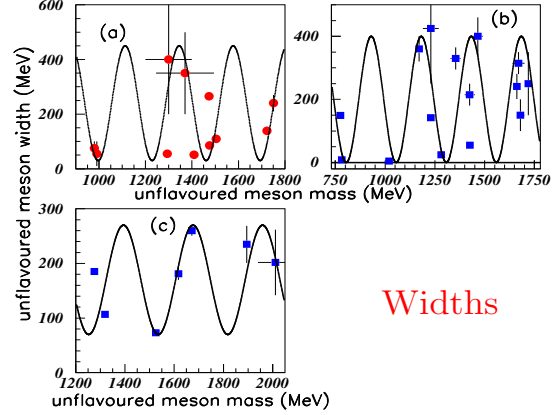 600
400
200
0
(a)
1000 1200 1400 1600 1800
unflavoured meson mass (MeV)
unflavoured meson width (MeV)
400
200
0
(b)
750 1000 1250 1500 1750
unflavoured meson mass (MeV)
300
200
100
0
(c)
1200 1400 1600 1800 2000
unflavoured meson mass (MeV)
Widths